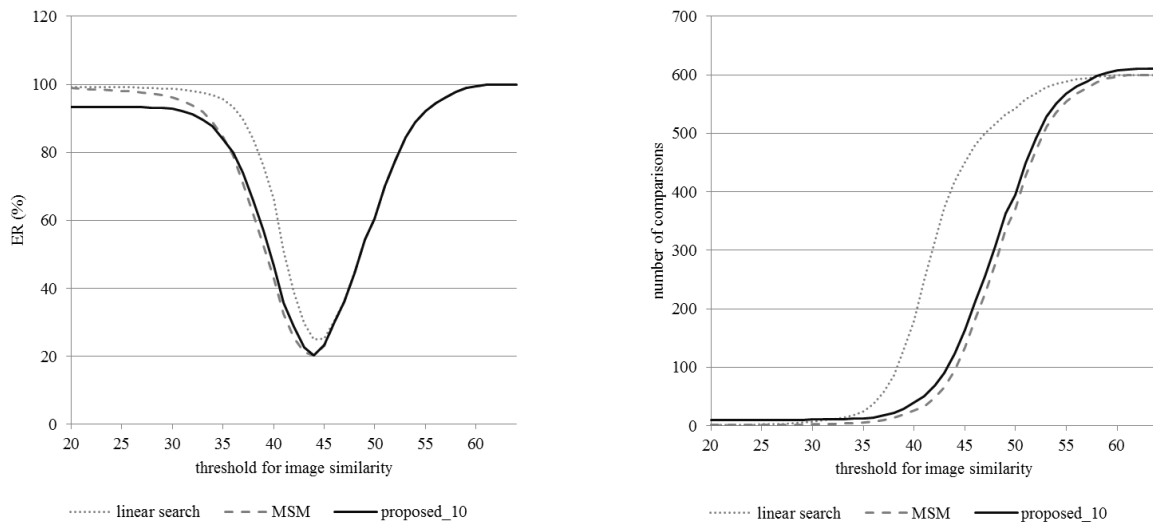 120
100
80
60
40
20
0
ER (%)
20 25 30 35 40 45 50 55 60
threshold for image similarity
linear search MSM proposed_10
700
600
500
400
300
200
100
0
number of comparisons
20 25 30 35 40 45 50 55 60
threshold for image similarity
linear search MSM proposed_10